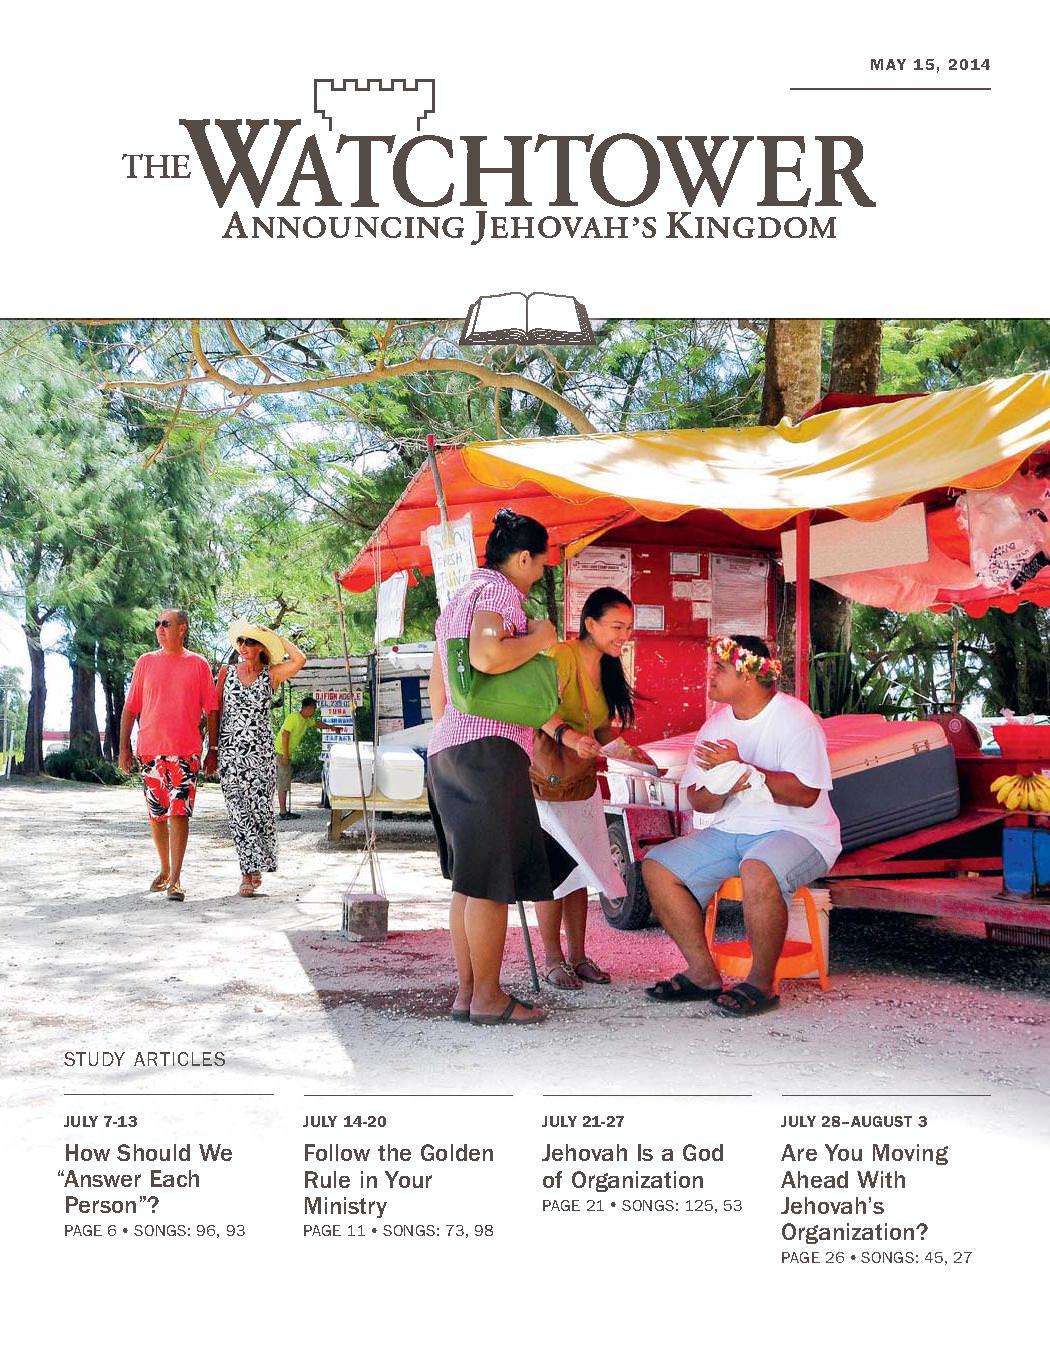 MAY 15, 2014
THE WATCHTOWER
ANNOUNCING JEHOVAH'S KINGDOM
FRESH
TUNA
STUDY ARTICLES
JULY 7-13
How Should We
“Answer Each
Person”?
PAGE 6 • SONGS: 96, 93
JULY 14-20
Follow the Golden
Rule in Your
Ministry
PAGE 11 • SONGS: 73, 98
JULY 21-27
Jehovah Is a God
of Organization
PAGE 21 • SONGS: 125, 53
JULY 28–AUGUST 3
Are You Moving
Ahead With
Jehovah’s
Organization?
PAGE 26 • SONGS: 45, 27